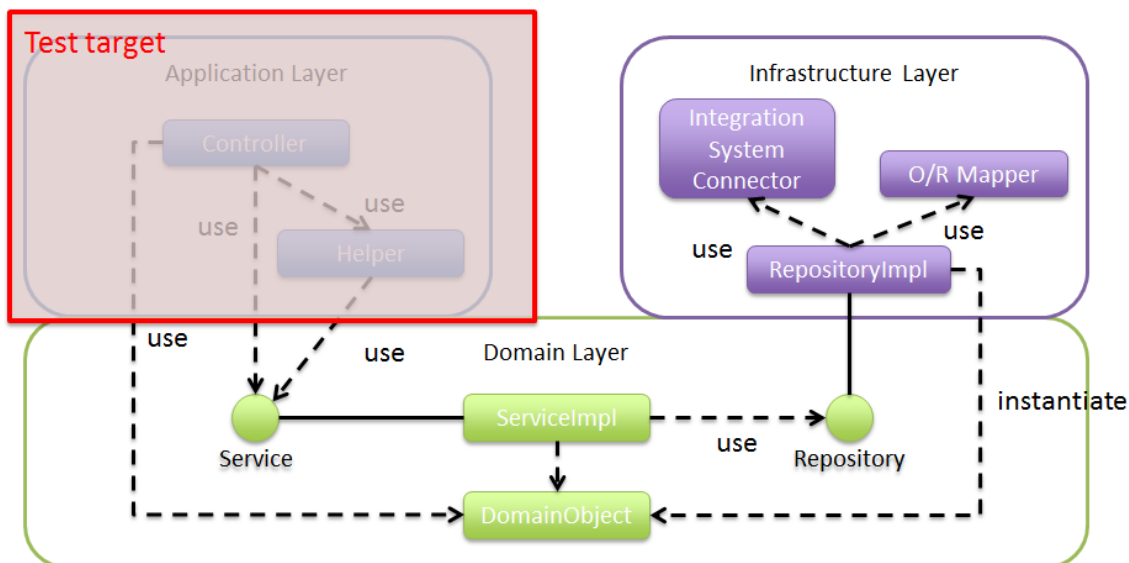 Test target
Application Layer
Controller
use
use
Helper
use
use
Infrastructure Layer
Integration
System
Connector
O/R Mapper
use
use
RepositoryImpl
Domain Layer
ServiceImpl
Service
use
Repository
instantiate
DomainObject